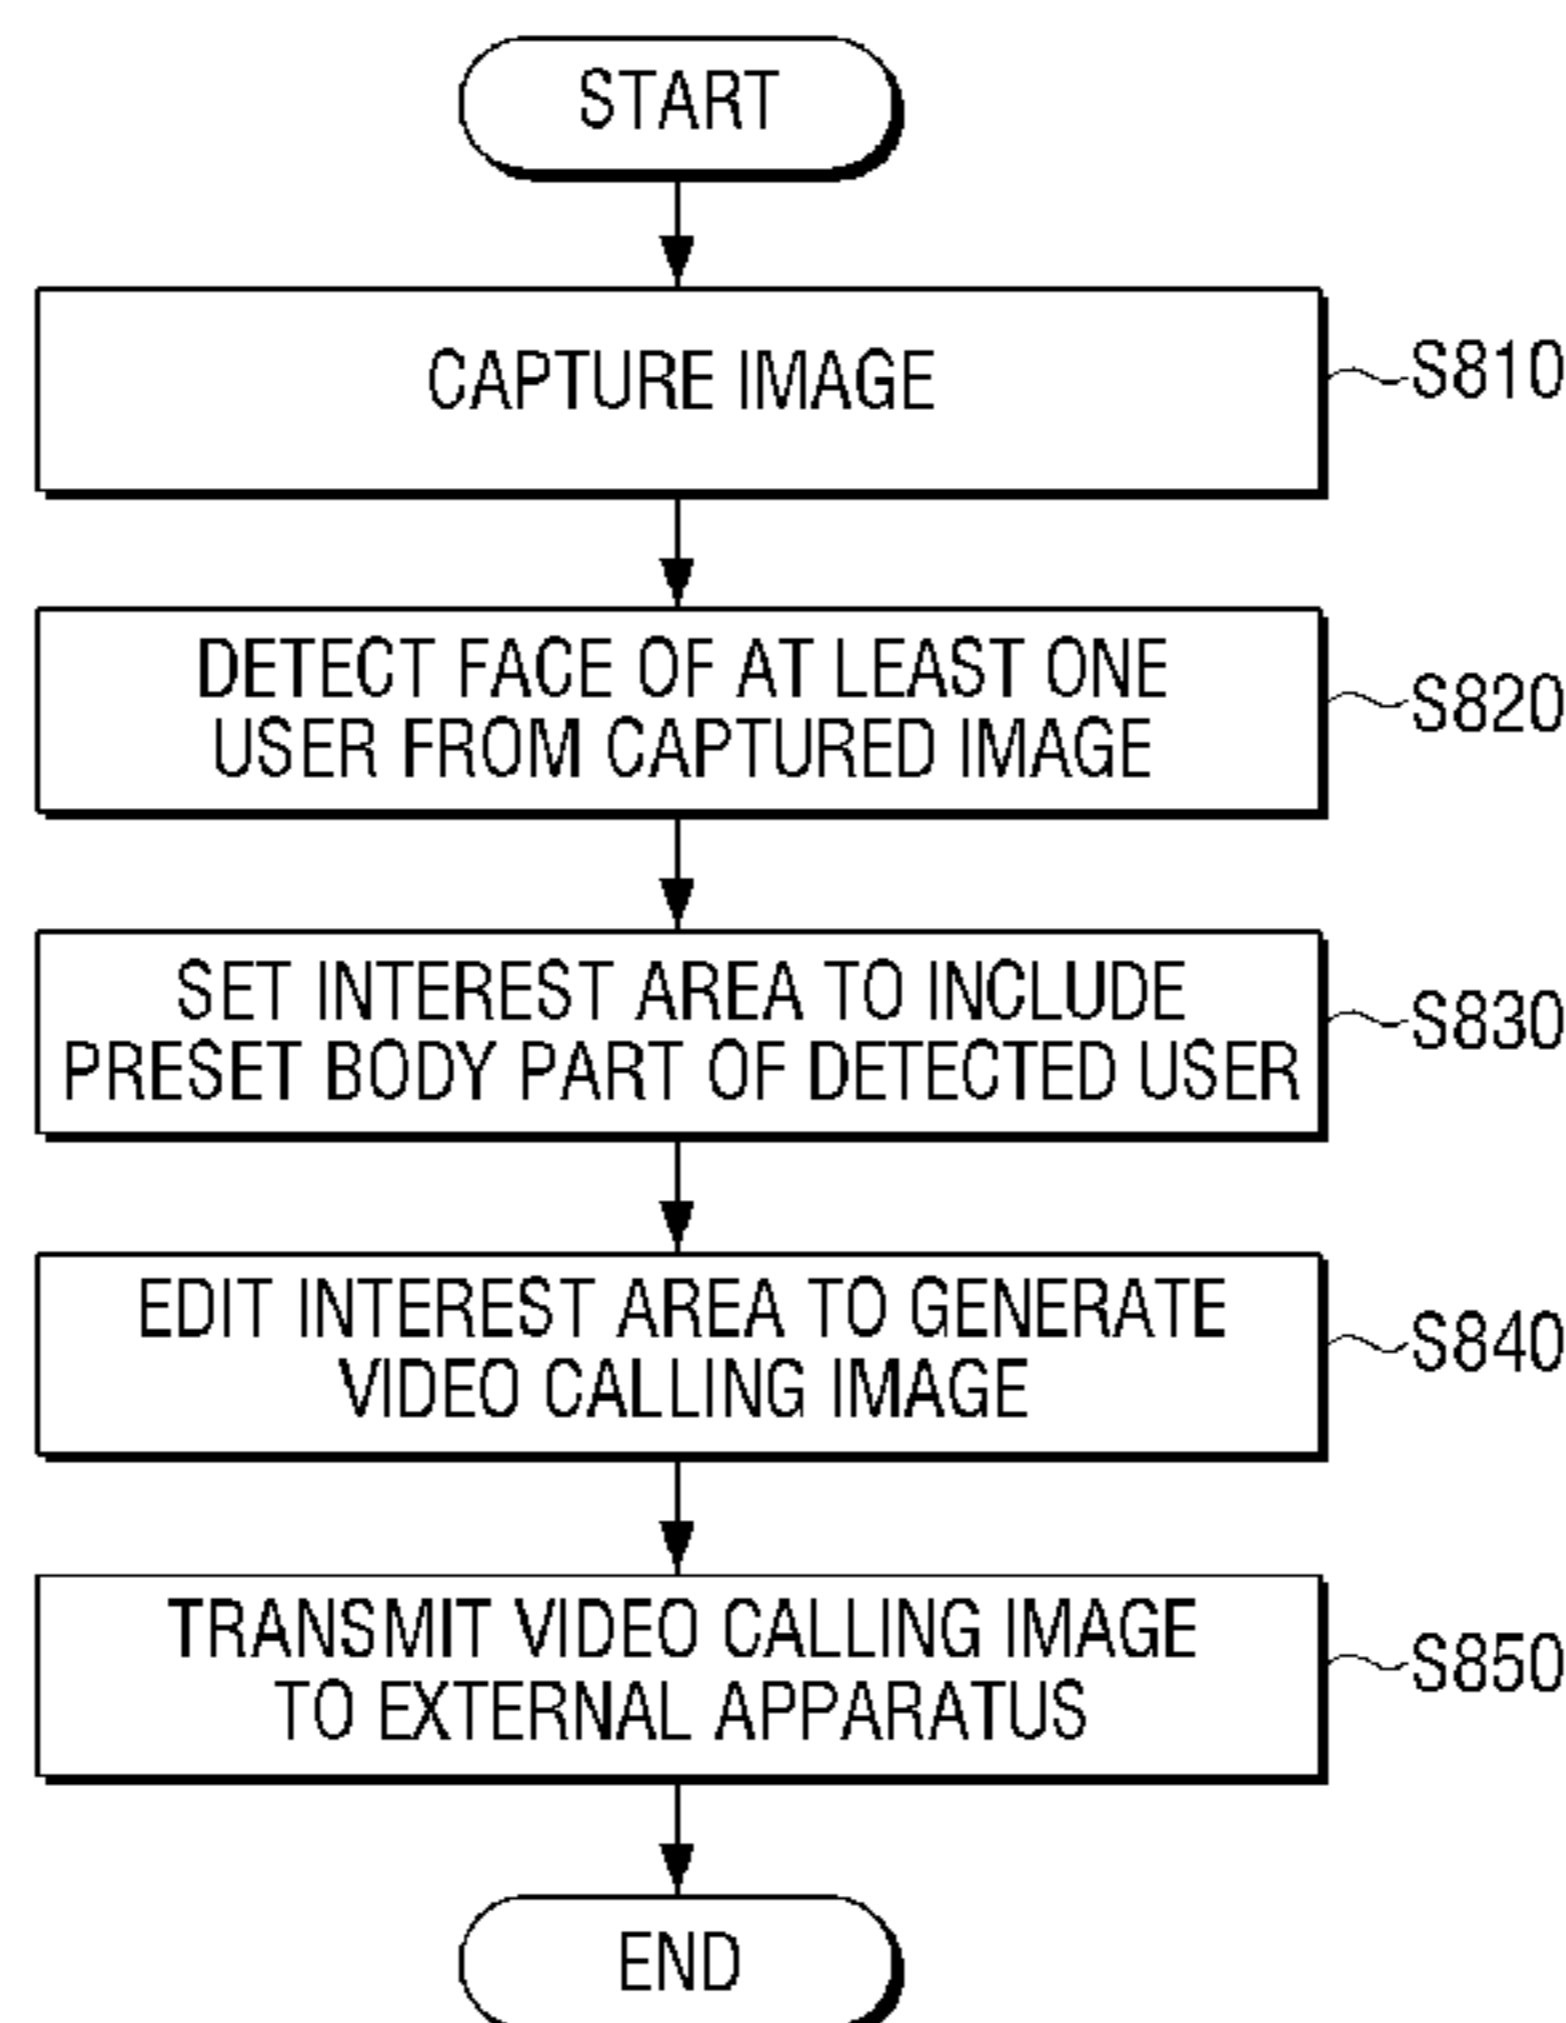 START
CAPTURE IMAGE
S810
DETECT FACE OF AT LEAST ONE
USER FROM CAPTURED IMAGE
S820
SET INTEREST AREA TO INCLUDE
PRESET BODY PART OF DETECTED USER
S830
EDIT INTEREST AREA TO GENERATE
VIDEO CALLING IMAGE
S840
TRANSMIT VIDEO CALLING IMAGE
TO EXTERNAL APPARATUS
S850
END